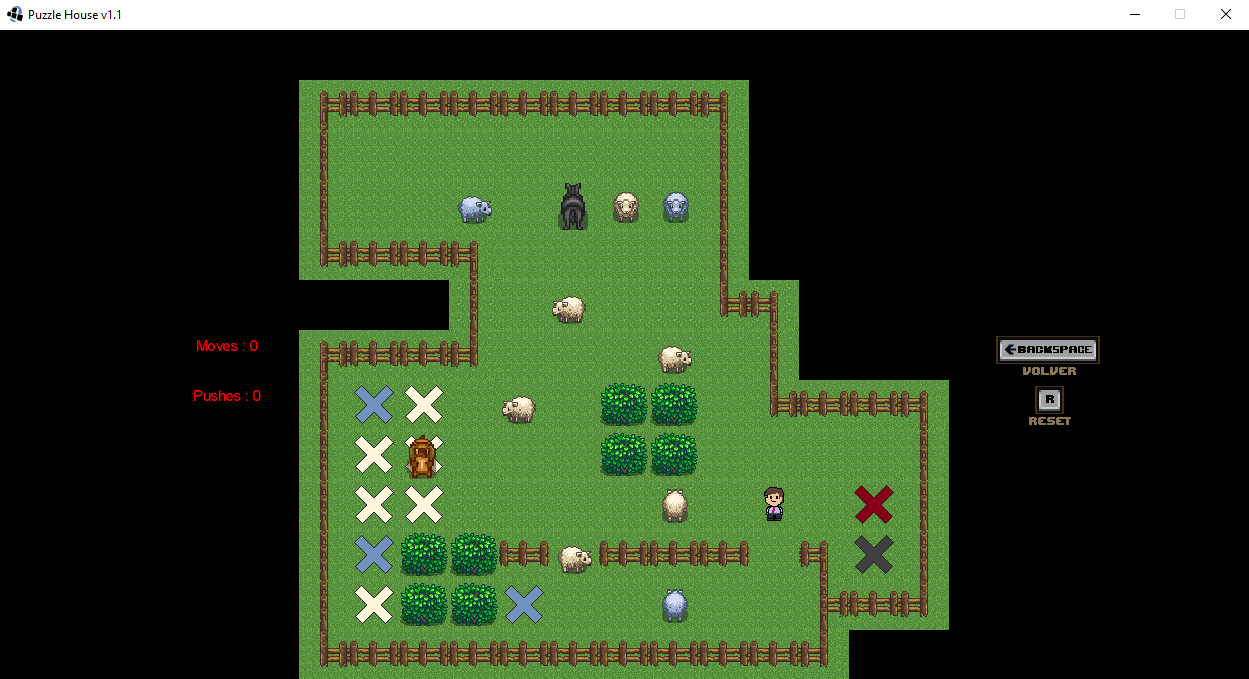 Puzzle House v1.1
Moves : 0
BACKSPACE
VOLVER
Pushes : 0
R
RESET